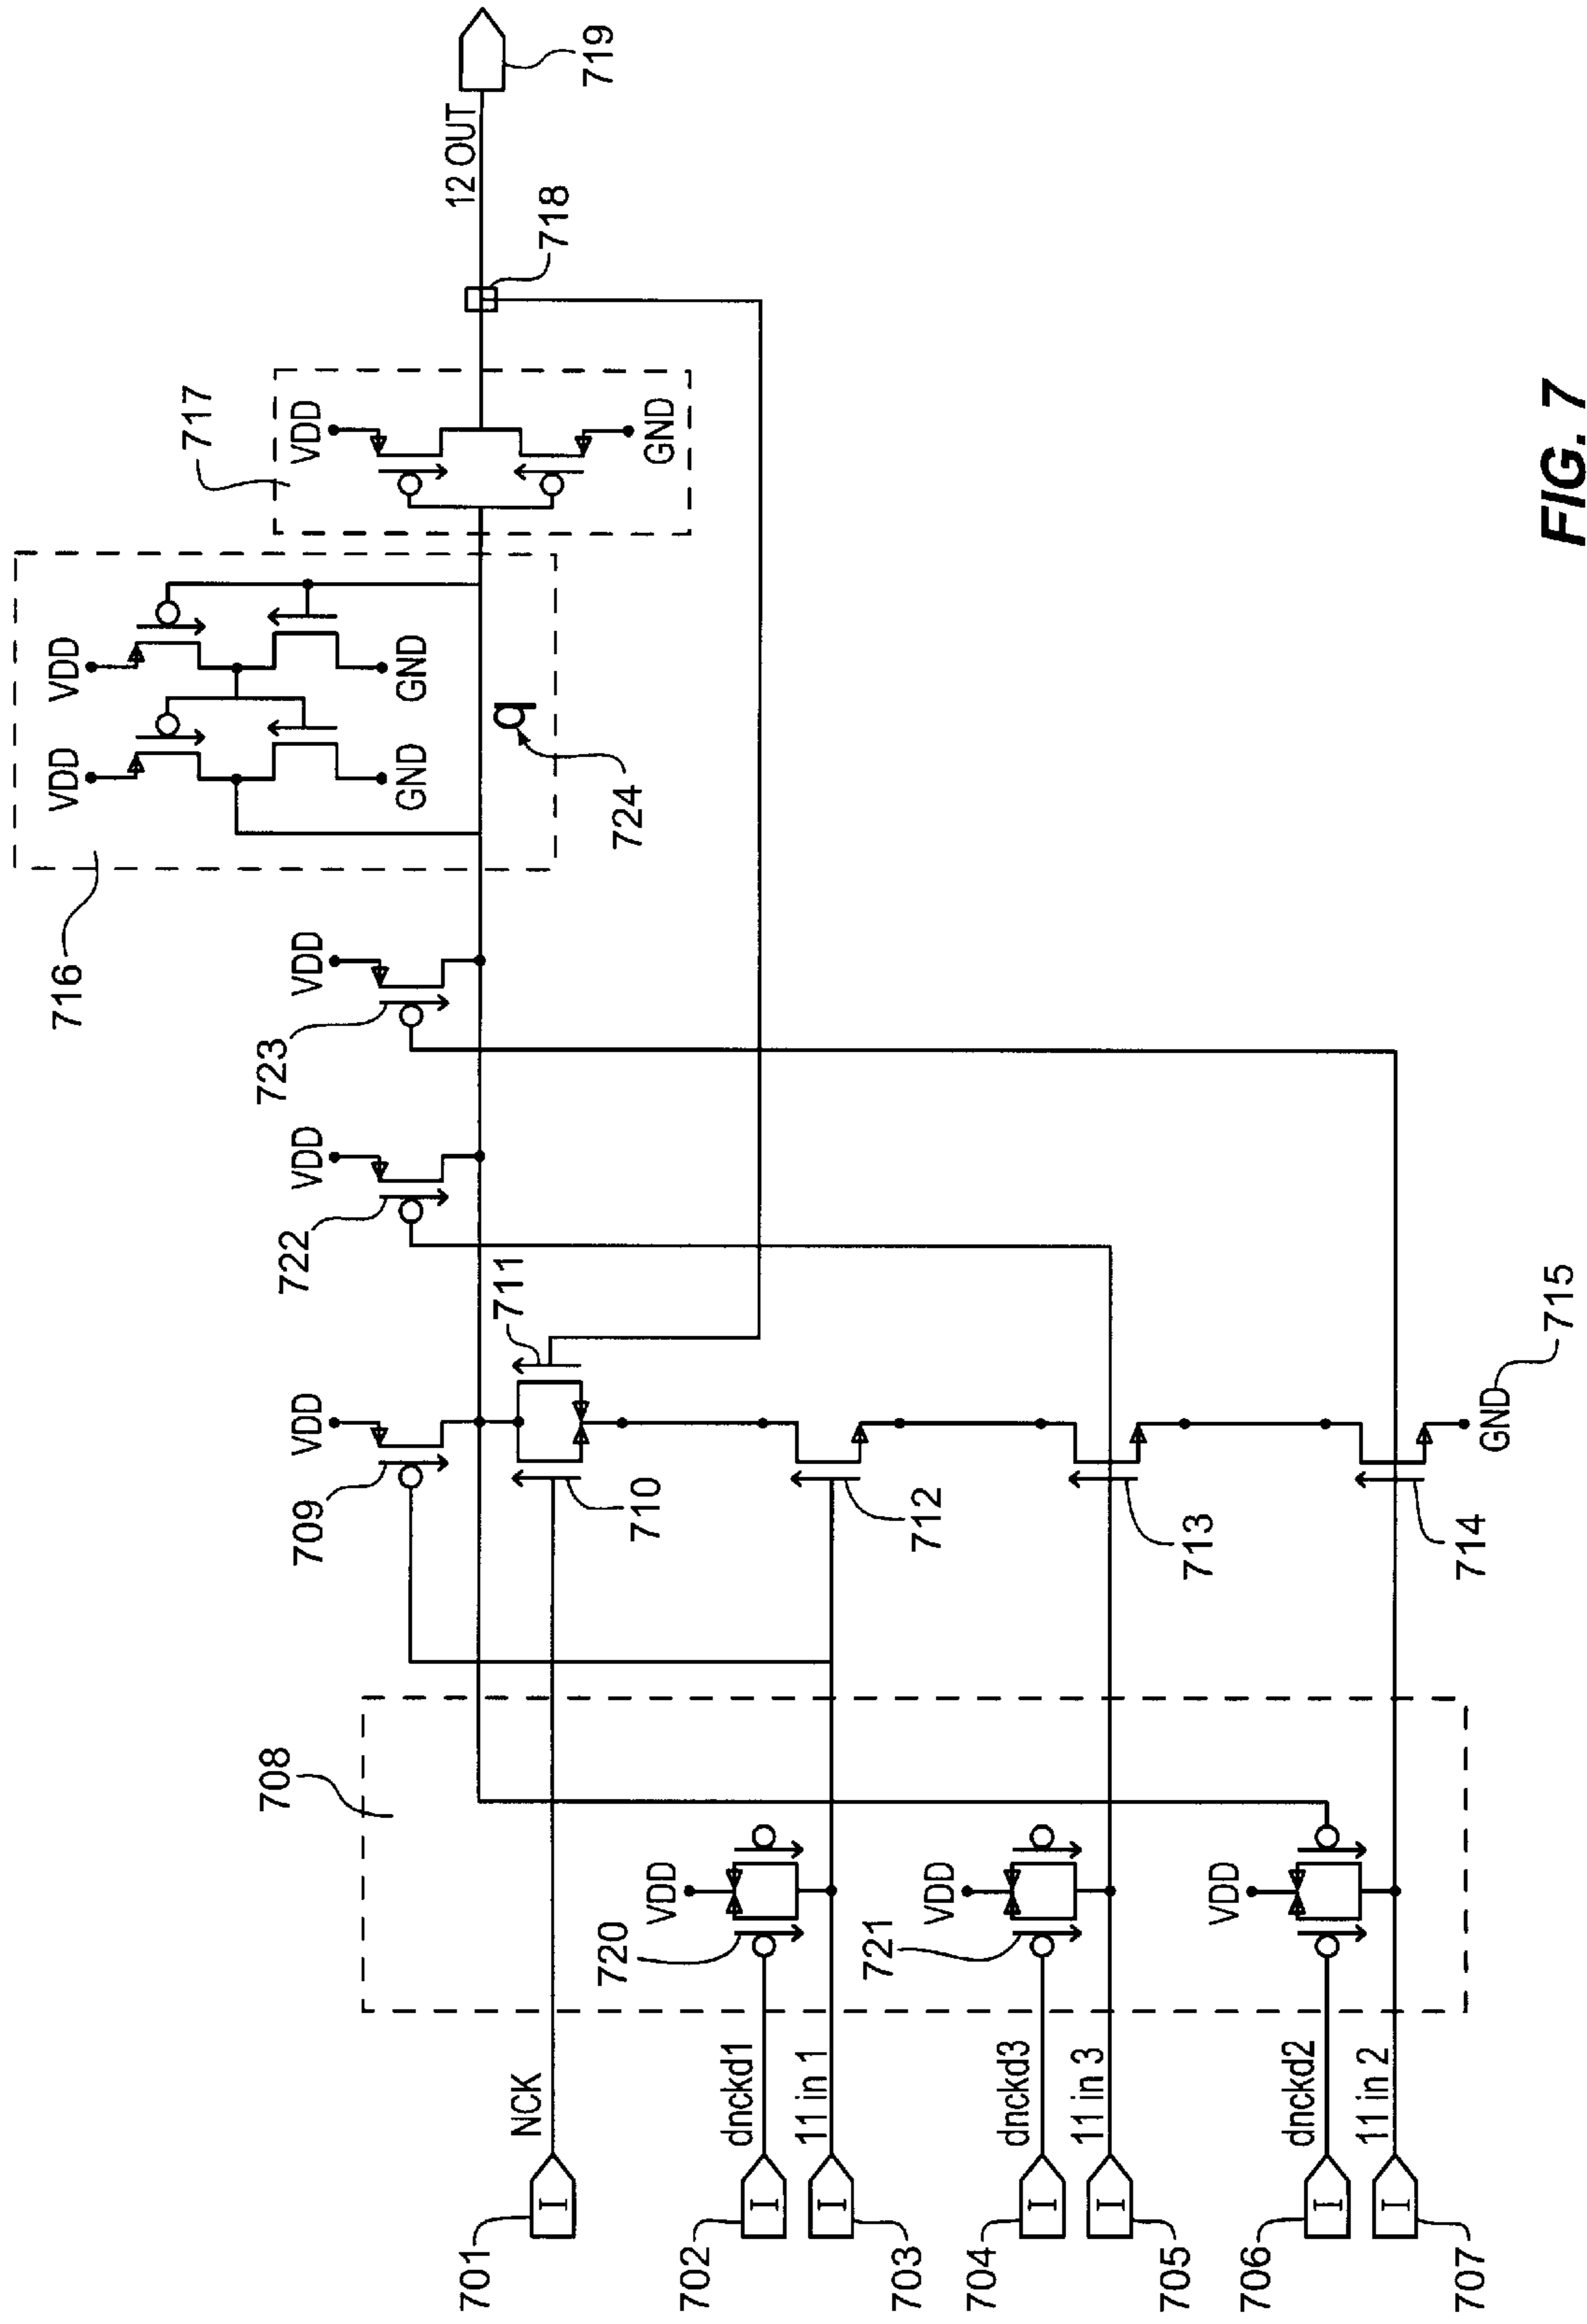 716
VDD
VDD
717
708
723
722
709
VDD
VDD
VDD
VDD
GND
GND
12 OUT
701
I
NCK
711
q
718
719
720
724
710
VDD
GND
702
I
dnckd1
703
I
11 in 1
721
712
VDD
704
I
dnckd3
705
I
11 in 3
713
VDD
706
I
dnckd2
707
I
11 in 2
714
GND
715
FIG. 7